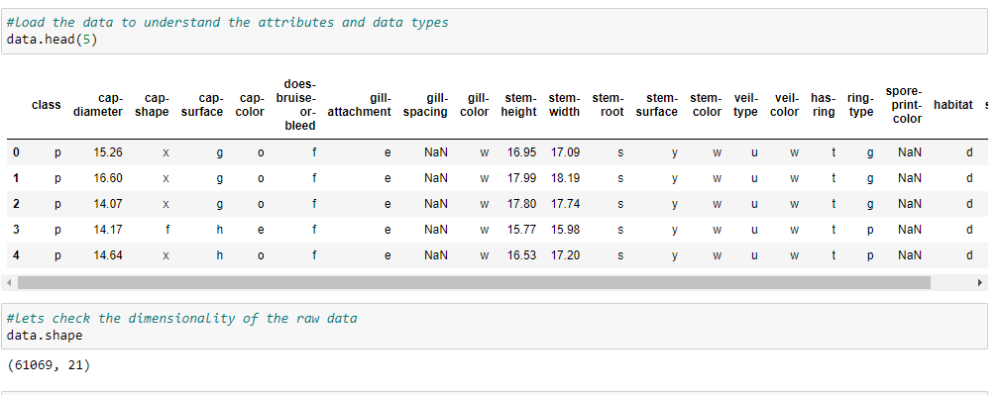 #Load the data to understand the attributes and data types
data.head(5)
class cap-diameter cap-shape cap-surface cap-color does-bruise-or-bleed gill-attachment gill-spacing gill-color stem-height stem-width stem-root stem-surface stem-color veil-type veil-color has-ring ring-type spore-print-color habitat s
0 p 15.26 x g o f e NaN w 16.95 17.09 s y w u w t g NaN d
1 p 16.60 x g o f e NaN w 17.99 18.19 s y w u w t g NaN d
2 p 14.07 x g o f e NaN w 17.80 17.74 s y w u w t g NaN d
3 p 14.17 f h e f e NaN w 15.77 15.98 s y w u w t p NaN d
4 p 14.64 x h o f e NaN w 16.53 17.20 s y w u w t p NaN d
#Lets check the dimensionality of the raw data
data.shape
(61069, 21)